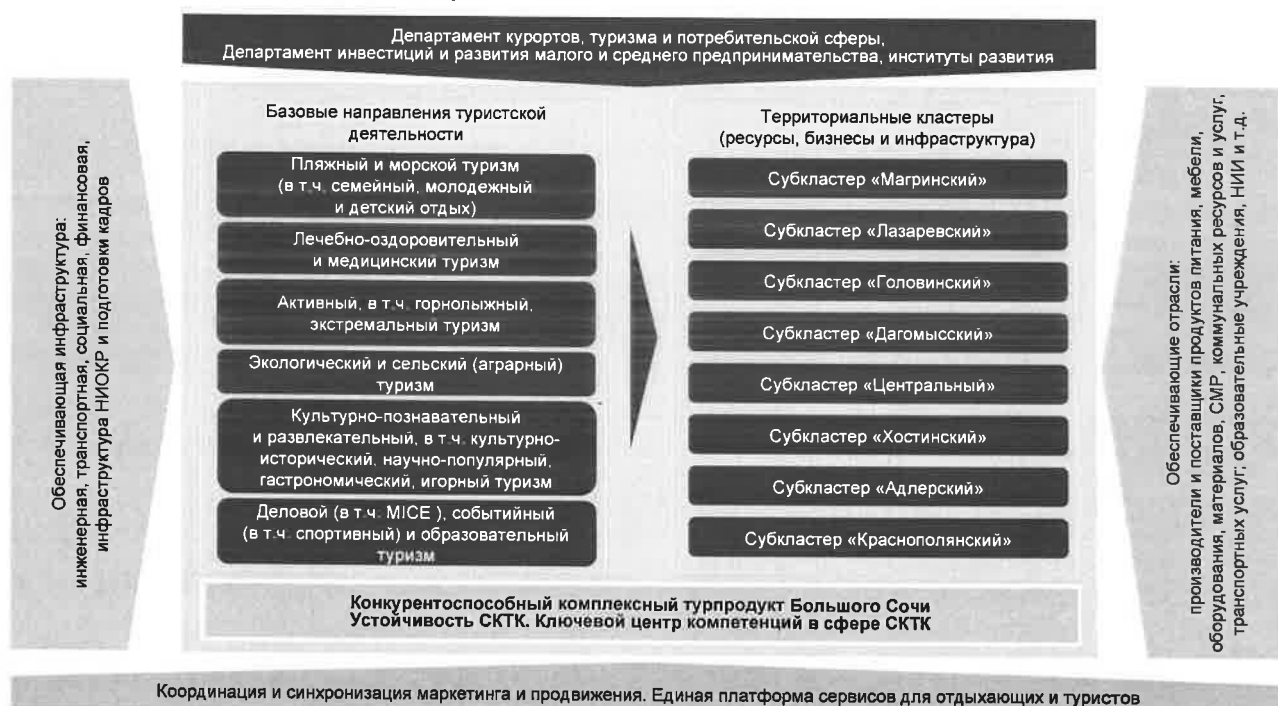 Департамент курортов, туризма и потребительской сферы,
Департамент инвестиций и развития малого и среднего предпринимательства, институты развития
Обеспечивающая инфраструктура:
инженерная, транспортная, социальная, финансовая,
инфраструктура НИОКР и подготовки кадров
Базовые направления туристской
деятельности
Пляжный и морской туризм
(в т.ч. семейный, молодежный
и детский отдых)
Лечебно-оздоровительный
и медицинский туризм
Активный, в т.ч. горнолыжный,
экстремальный туризм
Экологический и сельский (аграрный)
туризм
Культурно-познавательный
и развлекательный, в т.ч. культурно-
исторический, научно-популярный,
гастрономический, игорный туризм
Деловой (в т.ч. MICE ), событийный
(в т.ч. спортивный) и образовательный
туризм
Территориальные кластеры
(ресурсы, бизнесы и инфраструктура)
Субкластер «Магринский»
Субкластер «Лазаревский»
Субкластер «Головинский»
Субкластер «Дагомысский»
Субкластер «Центральный»
Субкластер «Хостинский»
Субкластер «Адлерский»
Субкластер «Краснополянский»
Обеспечивающие отрасли:
производители и поставщики продуктов питания, мебели,
оборудования, материалов, СМР, коммунальных ресурсов и услуг,
транспортных услуг; образовательные учреждения, НИИ и т.д.
Конкурентоспособный комплексный турпродукт Большого Сочи
Устойчивость СКТК. Ключевой центр компетенций в сфере СКТК
Координация и синхронизация маркетинга и продвижения. Единая платформа сервисов для отдыхающих и туристов